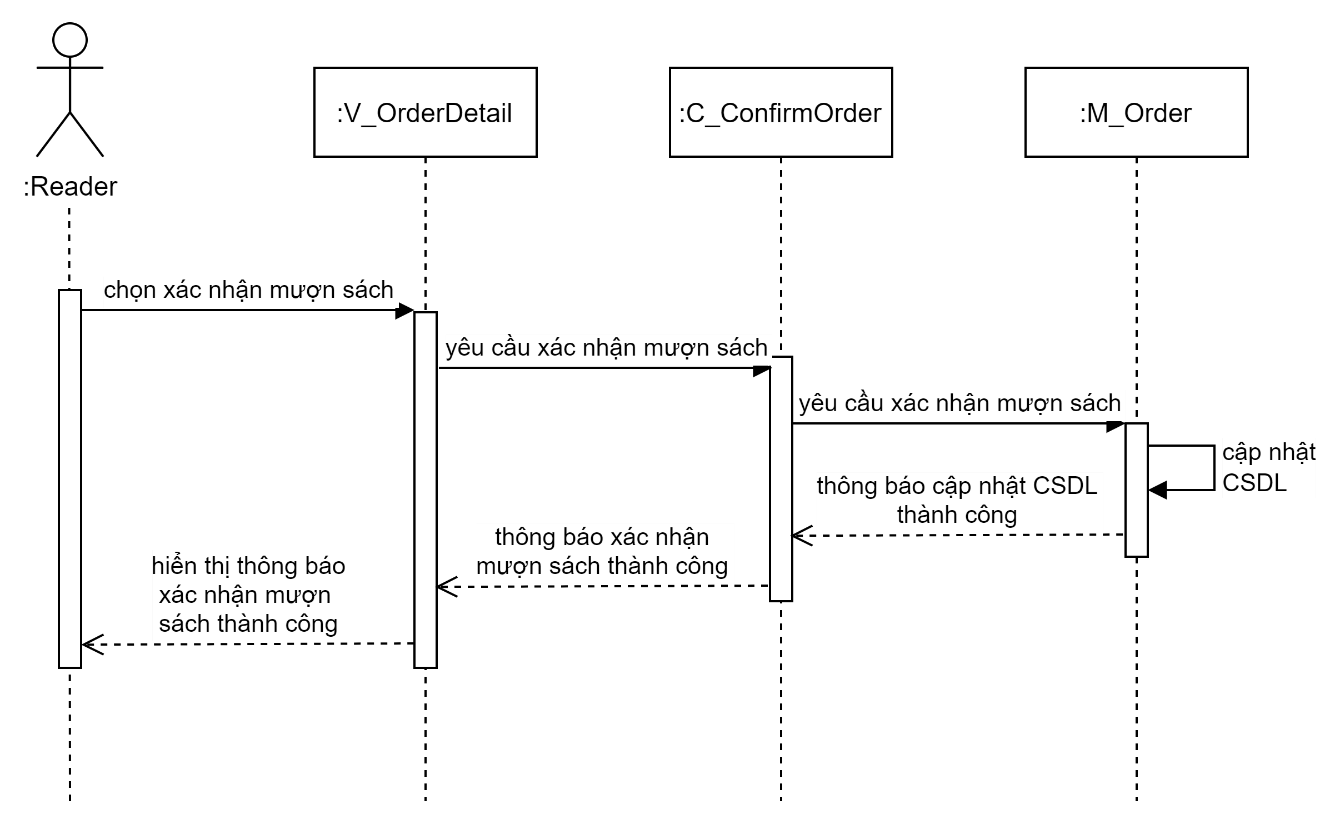 :V_OrderDetail
:C_ConfirmOrder
:M_Order
:Reader
chọn xác nhận mượn sách
yêu cầu xác nhận mượn sách
yêu cầu xác nhận mượn sách
cập nhật
CSDL
thông báo cập nhật CSDL
thành công
thông báo xác nhận
mượn sách thành công
hiển thị thông báo
xác nhận mượn
sách thành công